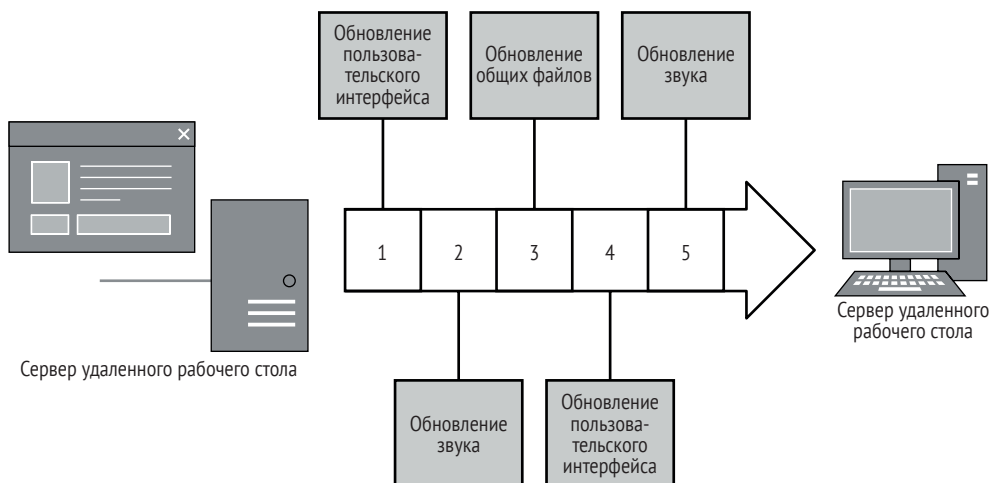 Обновление
пользова-
тельского
интерфейса
Обновление
общих файлов
Обновление
звука
1
2
3
4
5
Сервер удаленного рабочего стола
Сервер удаленного
рабочего стола
Обновление
звука
Обновление
пользова-
тельского
интерфейса